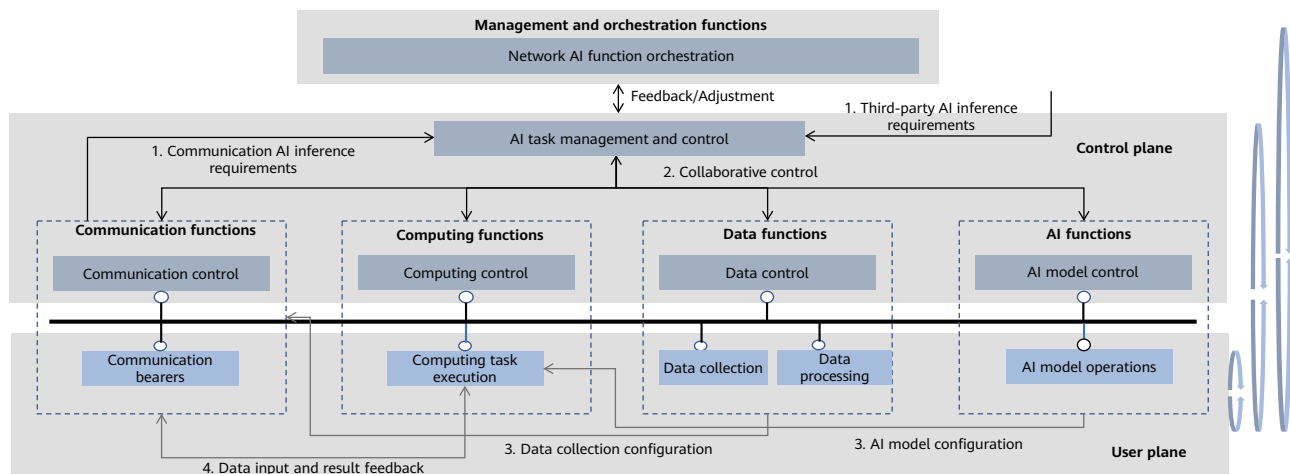 Management and orchestration functions
Network AI function orchestration
Feedback/Adjustment
1. Third-party AI inference
requirements
AI task management and control
1. Communication AI inference
requirements
Control plane
2. Collaborative control
Communication functions
Computing functions
Data functions
AI functions
Communication control
Computing control
Data control
AI model control
Communication
bearers
Computing task
execution
Data collection
Data
processing
AI model operations
3. Data collection configuration
3. AI model configuration
User plane
4. Data input and result feedback